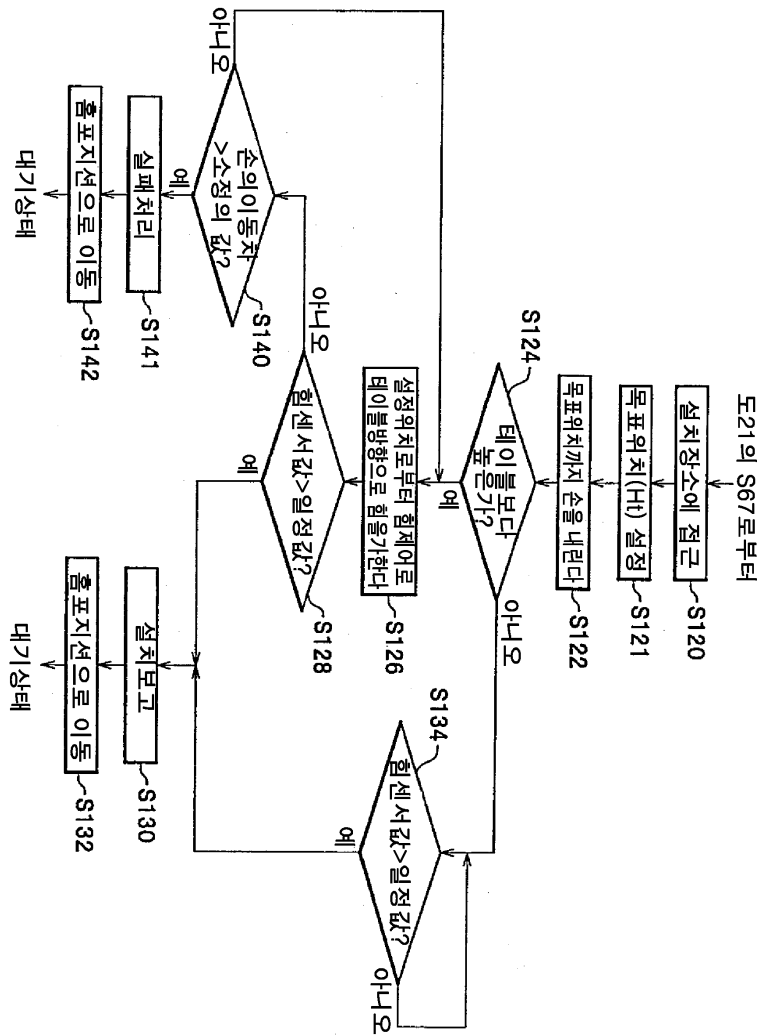 도21의 S67로부터
설치장소에 접근
S120
목표위치(Ht) 설정
S121
목표위치까지 손을 내린다
S122
S124
테이블보다
높은가?
예
아니오
설정위치로부터 힘제어로
테이블방향으로 힘을가한다
S126
힘센서값>일정값?
S128
예
아니오
S134
힘센서값>일정값?
예
아니오
손의이동차
>소정의 값?
S140
아니오
예
실패처리
S141
홈포지션으로 이동
S142
대기상태
설치보고
S130
홈포지션으로 이동
S132
대기상태